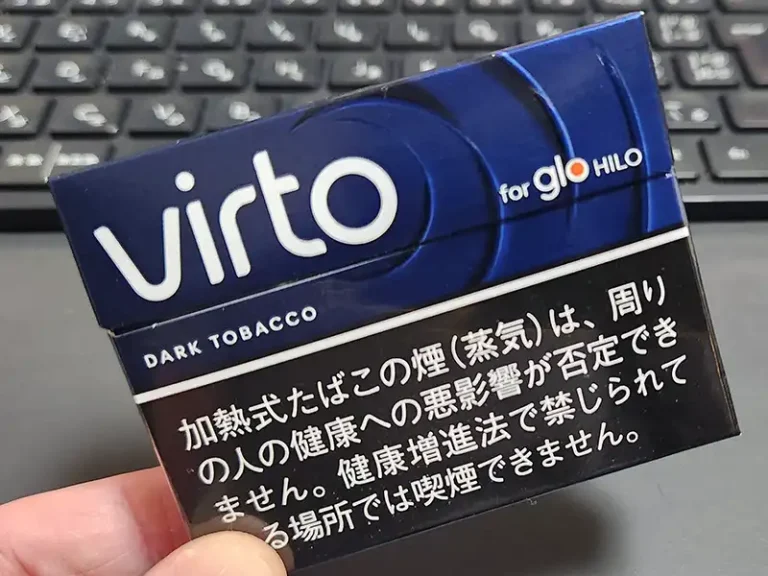 virto
for glo HILO
DARK TOBACCO
加熱式たばこの煙(蒸気)は、周り
の人の健康への悪影響が否定でき
ません。健康増進法で禁じられて
る場所では喫煙できません。